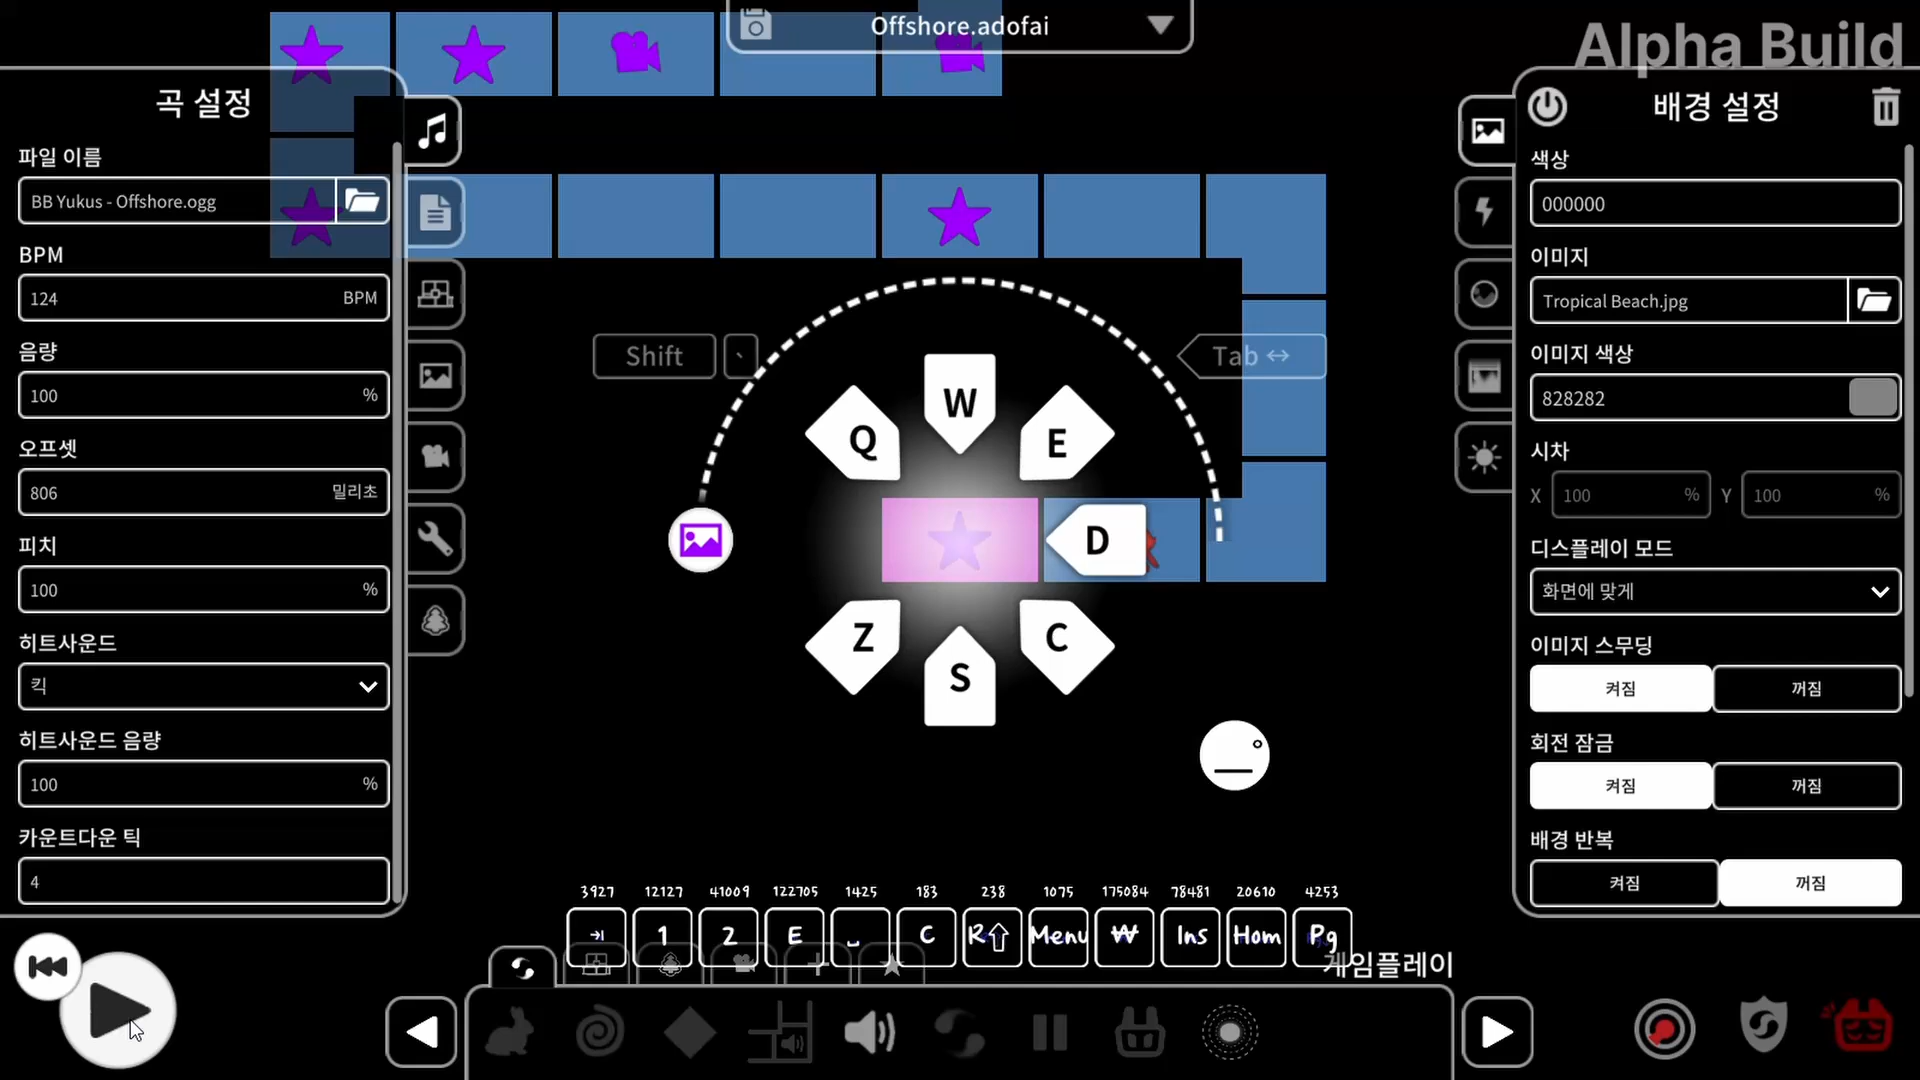 Offshore.adofai
Alpha Build
곡 설정
파일 이름
BB Yukus - Offshore.ogg
BPM
124 BPM
음량
100 %
오프셋
806 밀리초
피치
100 %
히트사운드
킥
히트사운드 음량
100 %
카운트다운 틱
4
Shift `
Tab ↔
Q W E
D
Z S C
배경 설정
색상
000000
이미지
Tropical Beach.jpg
이미지 색상
828282
시차
X 100 % Y 100 %
디스플레이 모드
화면에 맞게
이미지 스무딩
켜짐 꺼짐
회전 잠금
켜짐 꺼짐
배경 반복
켜짐 꺼짐
3927 12127 41009 122705 1425 183 238 1075 175084 78481 20610 4253
1 2 E C R⇧ Menu ₩ Ins Hom Pg
게임플레이